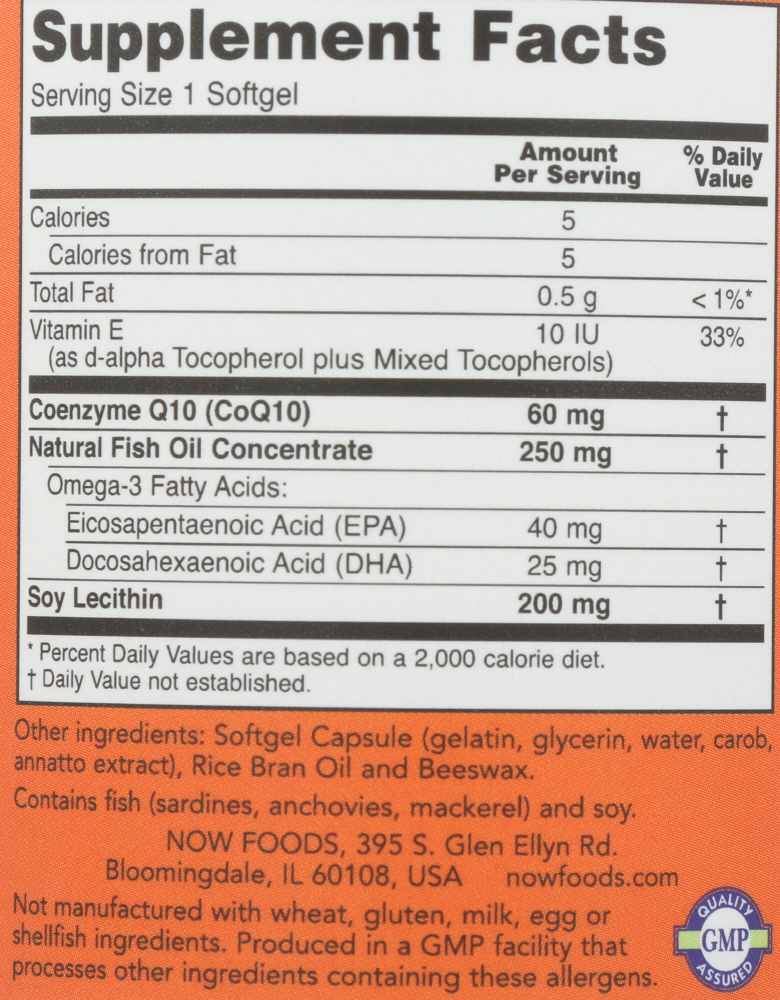 Supplement Facts
Serving Size 1 Softgel
Amount Per Serving % Daily Value
Calories 5
Calories from Fat 5
Total Fat 0.5 g < 1%*
Vitamin E 10 IU 33%
(as d-alpha Tocopherol plus Mixed Tocopherols)
Coenzyme Q10 (CoQ10) 60 mg †
Natural Fish Oil Concentrate 250 mg †
Omega-3 Fatty Acids:
Eicosapentaenoic Acid (EPA) 40 mg †
Docosahexaenoic Acid (DHA) 25 mg †
Soy Lecithin 200 mg †
* Percent Daily Values are based on a 2,000 calorie diet.
† Daily Value not established.
Other ingredients: Softgel Capsule (gelatin, glycerin, water, carob,
annatto extract), Rice Bran Oil and Beeswax.
Contains fish (sardines, anchovies, mackerel) and soy.
NOW FOODS, 395 S. Glen Ellyn Rd.
Bloomingdale, IL 60108, USA nowfoods.com
Not manufactured with wheat, gluten, milk, egg or
shellfish ingredients. Produced in a GMP facility that
processes other ingredients containing these allergens.
QUALITY
GMP
ASSURED